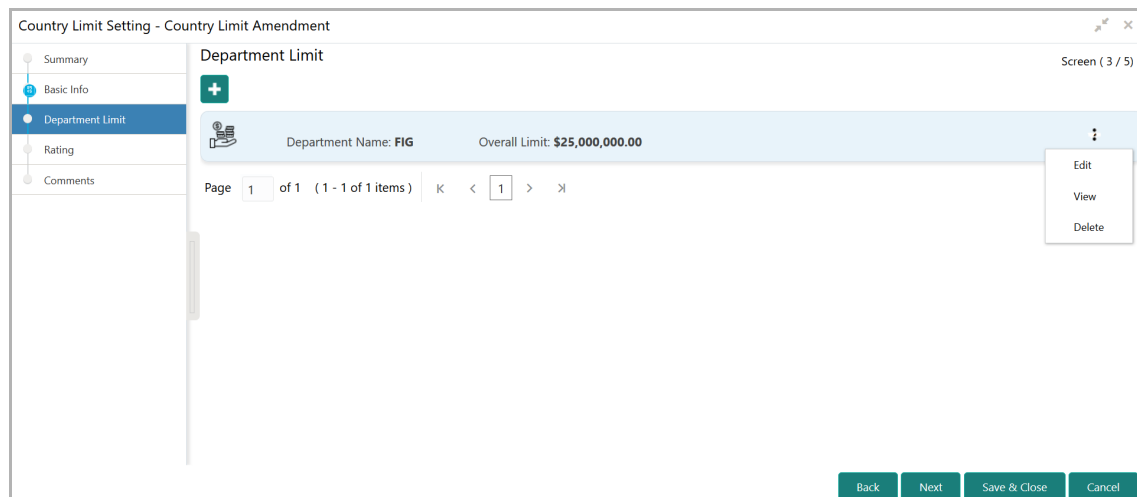 Country Limit Setting - Country Limit Amendment
Summary
Basic Info
Department Limit
Rating
Comments
Department Limit
Screen ( 3 / 5)
Department Name: FIG Overall Limit: $25,000,000.00
Edit
View
Delete
Page 1 of 1 ( 1 - 1 of 1 items ) 1
Back Next Save & Close Cancel